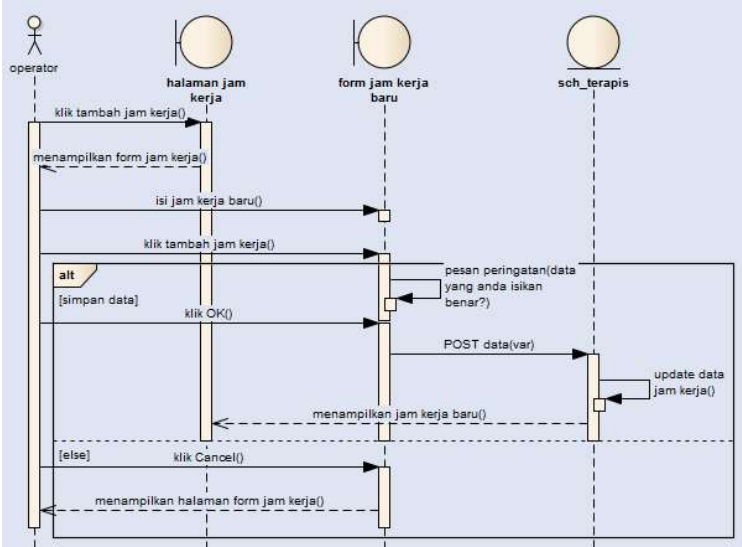 operator
halaman jam
kerja
form jam kerja
baru
sch_terapis
klik tambah jam kerja()
menampilkan form jam kerja()
isi jam kerja baru()
klik tambah jam kerja()
alt
pesan peringatan(data
yang anda isikan
benar?)
[simpan data]
klik OK()
POST data(var)
update data
jam kerja()
menampilkan jam kerja baru()
[else]
klik Cancel()
menampilkan halaman form jam kerja()